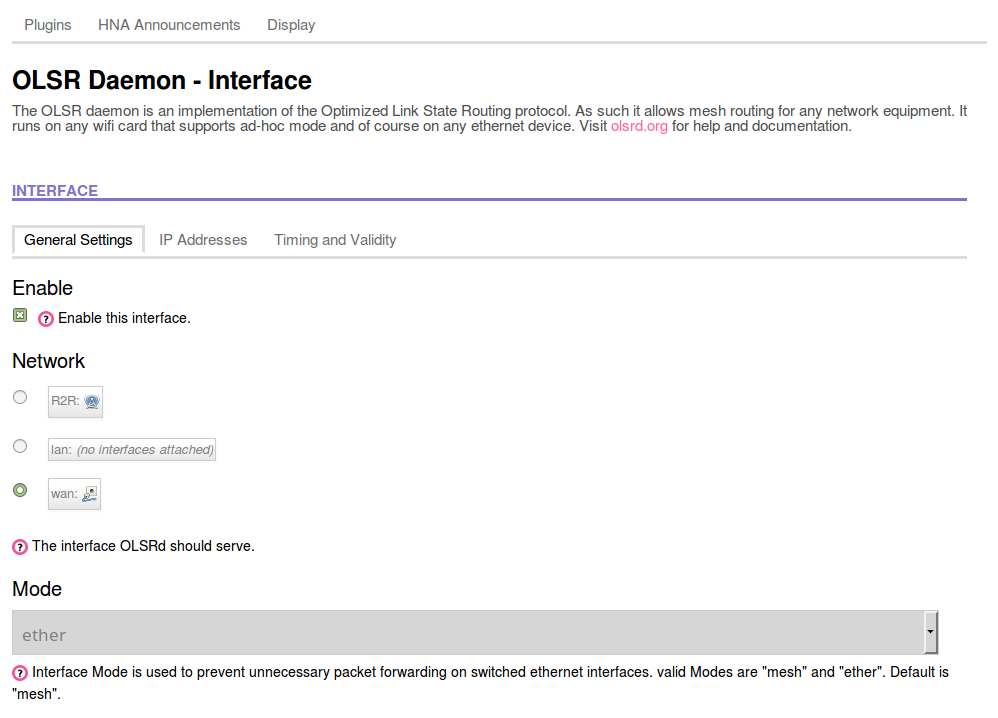 Plugins HNA Announcements Display
OLSR Daemon - Interface
The OLSR daemon is an implementation of the Optimized Link State Routing protocol. As such it allows mesh routing for any network equipment. It
runs on any wifi card that supports ad-hoc mode and of course on any ethernet device. Visit olsrd.org for help and documentation.
INTERFACE
General Settings IP Addresses Timing and Validity
Enable
? Enable this interface.
Network
R2R:
lan: (no interfaces attached)
wan:
? The interface OLSRd should serve.
Mode
ether
? Interface Mode is used to prevent unnecessary packet forwarding on switched ethernet interfaces. valid Modes are "mesh" and "ether". Default is
"mesh".